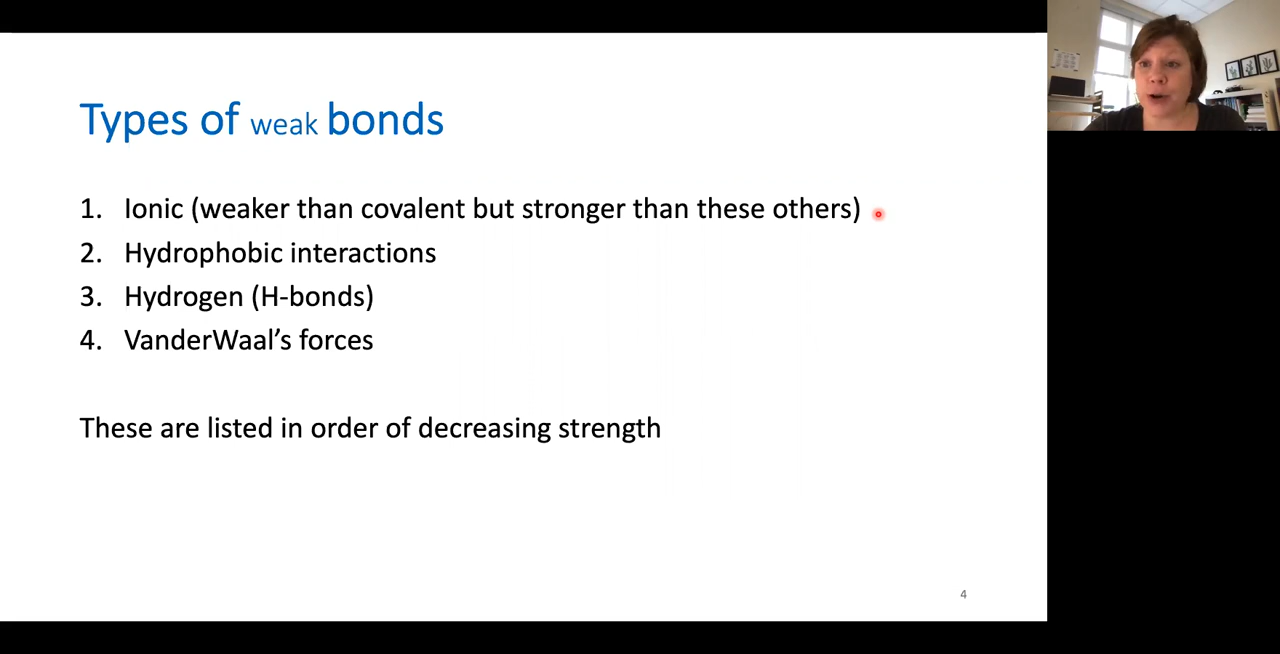 Types of weak bonds
1. Ionic (weaker than covalent but stronger than these others)
2. Hydrophobic interactions
3. Hydrogen (H-bonds)
4. VanderWaal’s forces
These are listed in order of decreasing strength
4